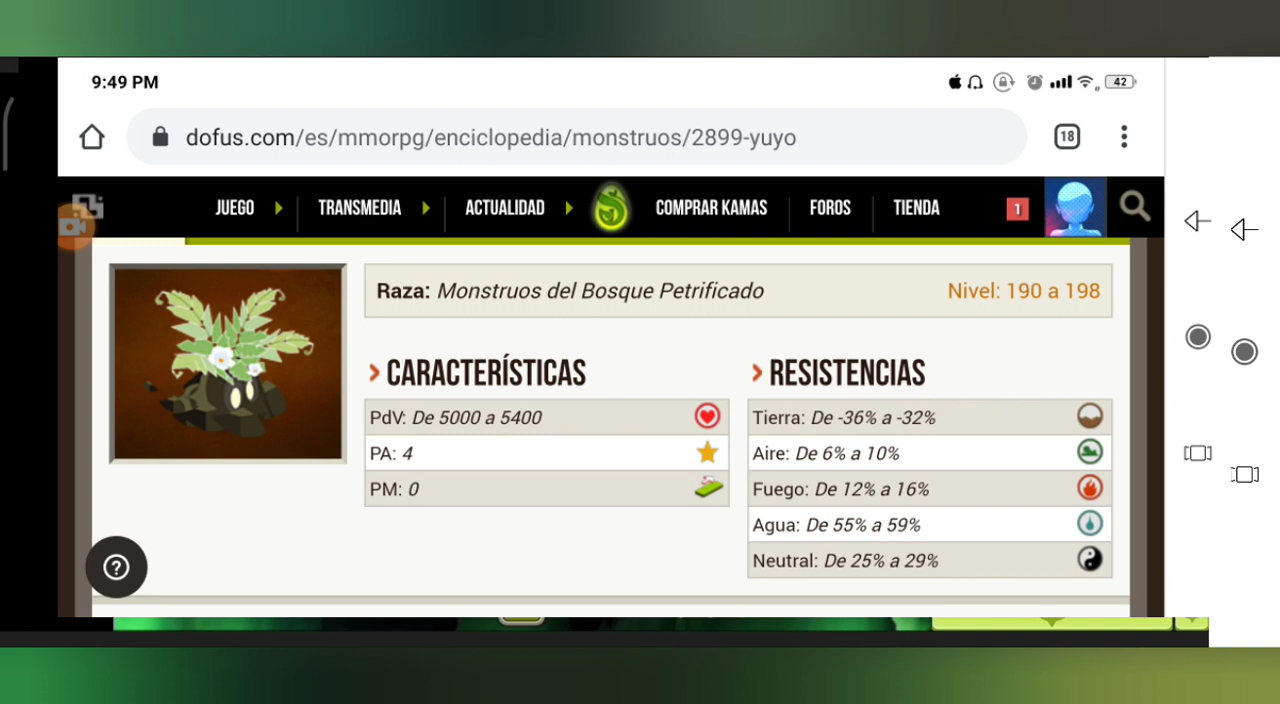 9:49 PM
42
dofus.com/es/mmorpg/enciclopedia/monstruos/2899-yuyo
18
JUEGO TRANSMEDIA ACTUALIDAD COMPRAR KAMAS FOROS TIENDA 1
Raza: Monstruos del Bosque Petrificado
Nivel: 190 a 198
CARACTERÍSTICAS
PdV: De 5000 a 5400
PA: 4
PM: 0
RESISTENCIAS
Tierra: De -36% a -32%
Aire: De 6% a 10%
Fuego: De 12% a 16%
Agua: De 55% a 59%
Neutral: De 25% a 29%
?